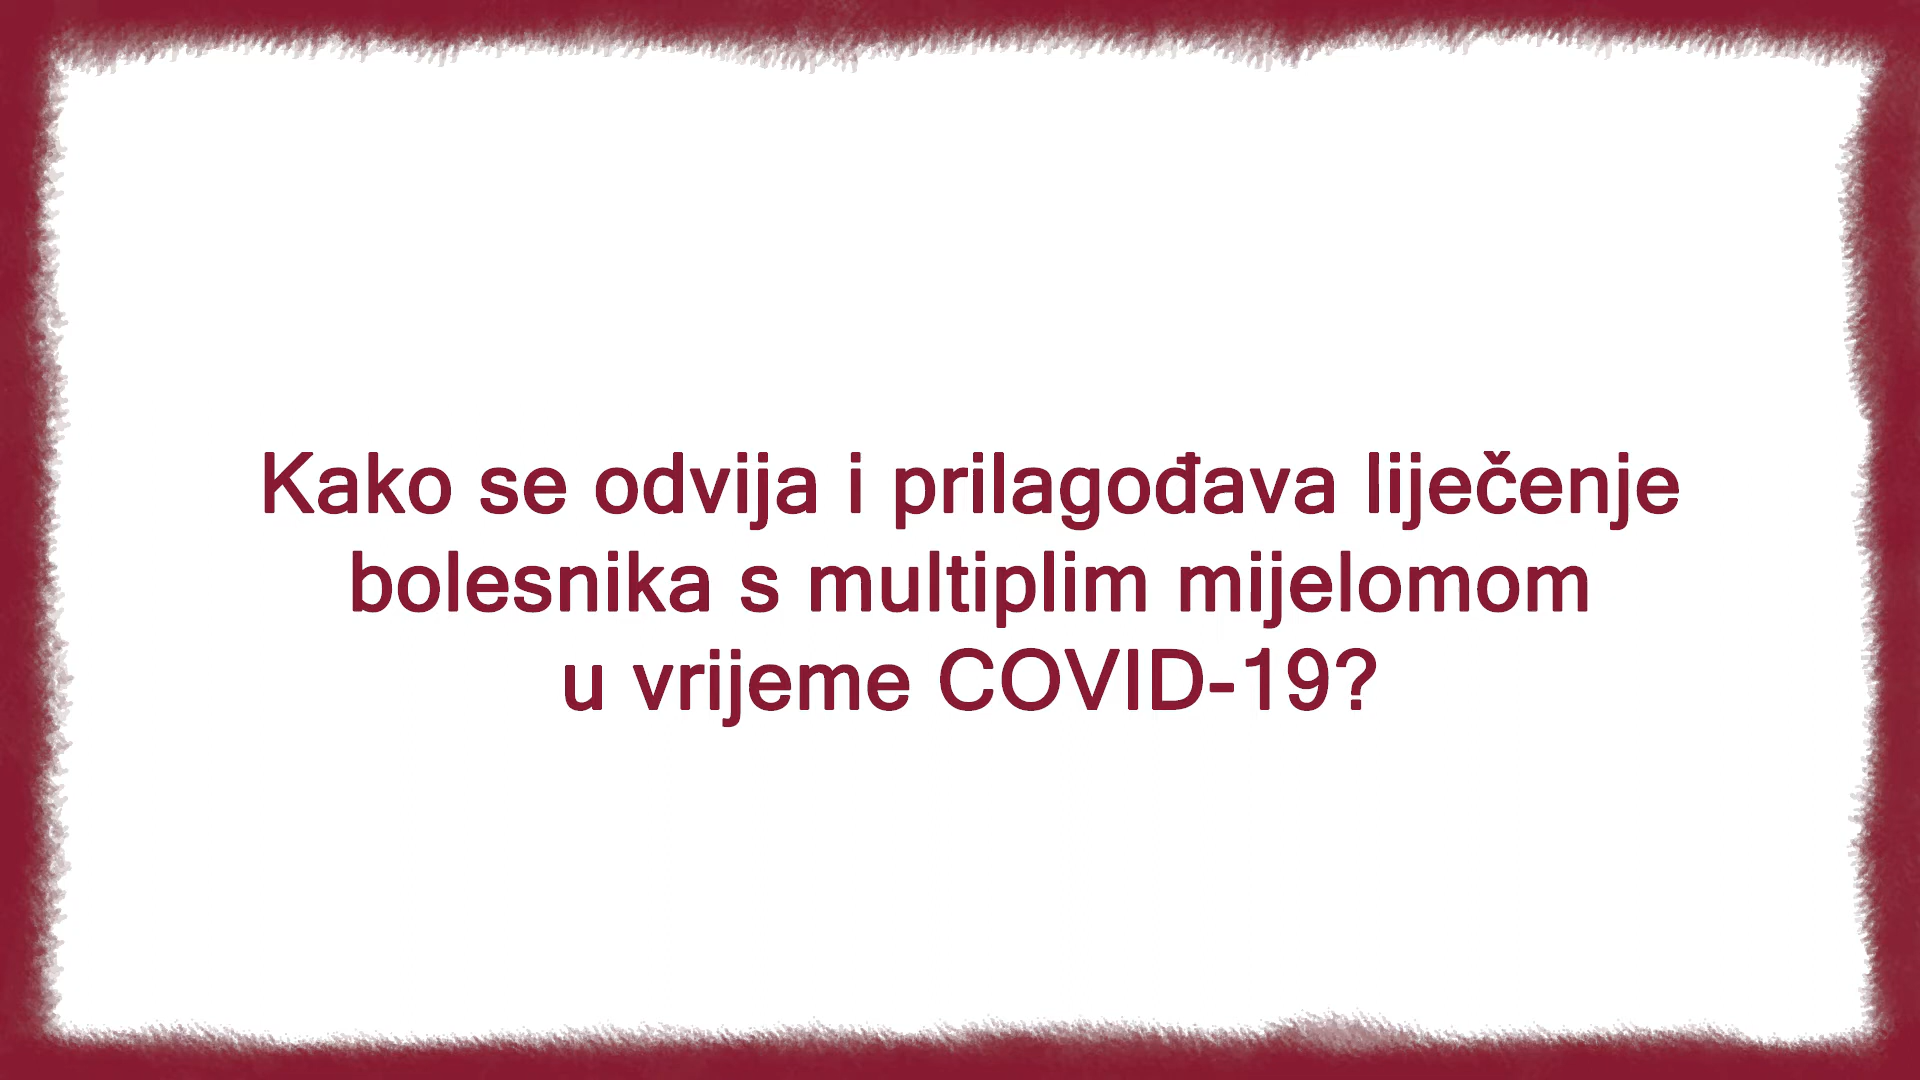 Kako se odvija i prilagođava liječenje
bolesnika s multiplim mijelomom
u vrijeme COVID-19?